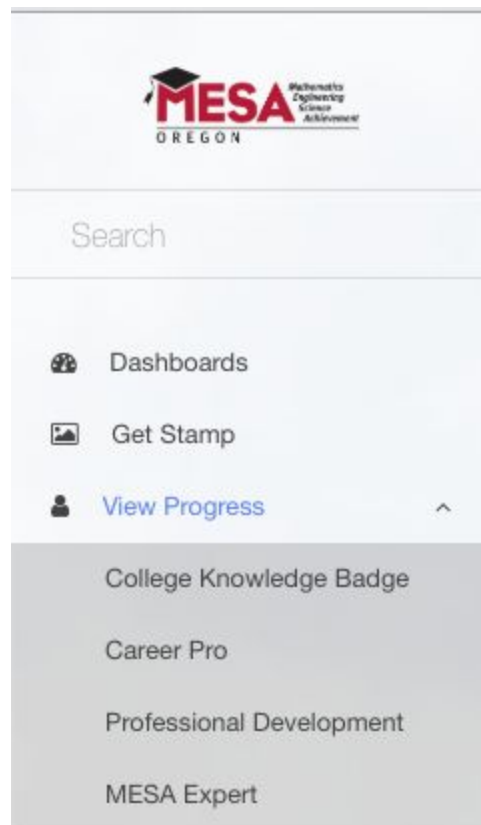 MESA
Mathematics
Engineering
Science
Achievement
OREGON
Search
Dashboards
Get Stamp
View Progress
College Knowledge Badge
Career Pro
Professional Development
MESA Expert